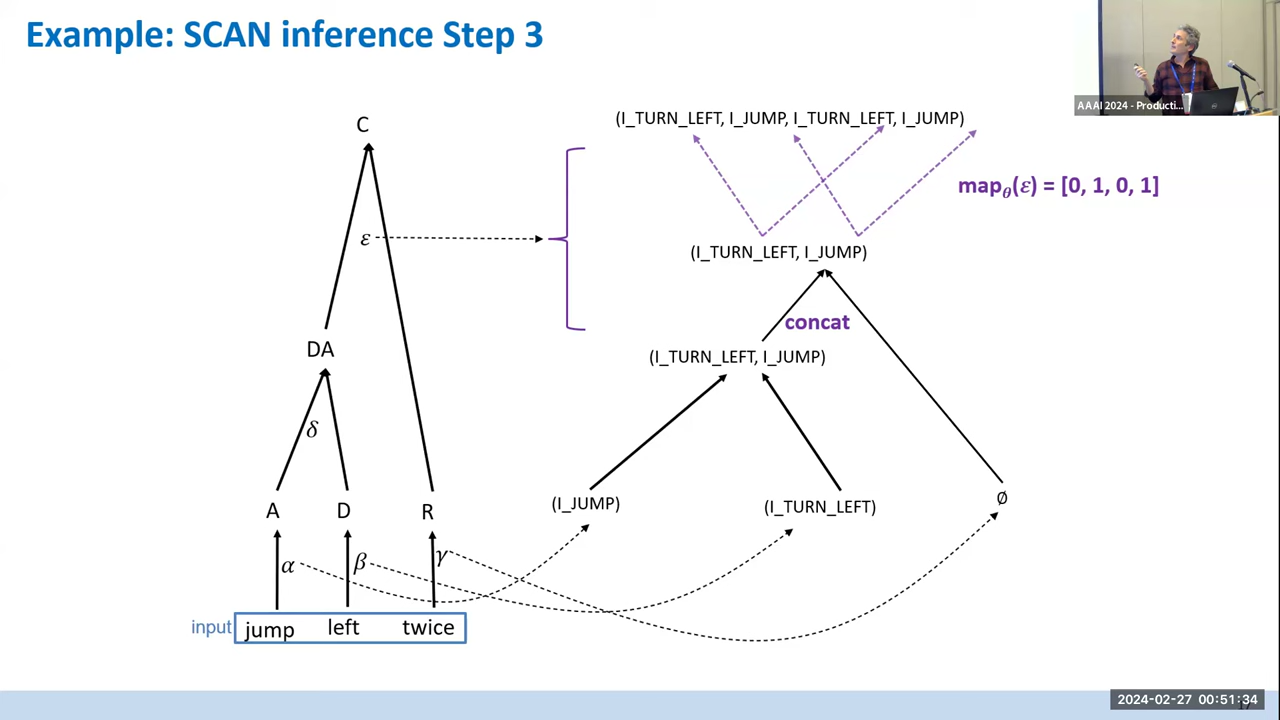 Example: SCAN inference Step 3
AAAI 2024 - Producti...
C
(I_TURN_LEFT, I_JUMP, I_TURN_LEFT, I_JUMP)
mapθ(ε) = [0, 1, 0, 1]
ε
(I_TURN_LEFT, I_JUMP)
concat
DA
(I_TURN_LEFT, I_JUMP)
δ
A D R
(I_JUMP)
(I_TURN_LEFT)
∅
α β γ
input jump left twice
2024-02-27 00:51:34